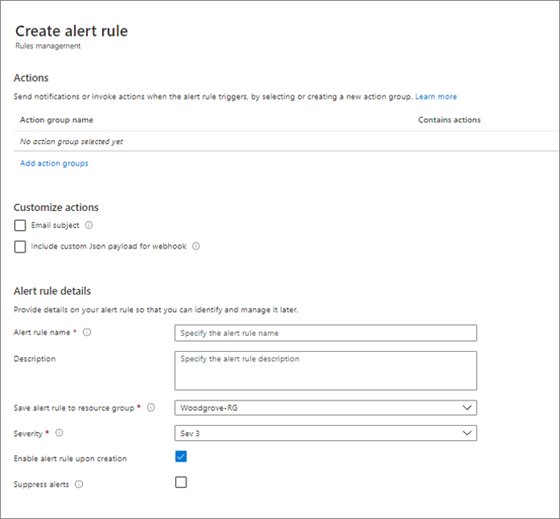 Create alert rule
Rules management
Actions
Send notifications or invoke actions when the alert rule triggers, by selecting or creating a new action group. Learn more
Action group name Contains actions
No action group selected yet
Add action groups
Customize actions
Email subject
Include custom Json payload for webhook
Alert rule details
Provide details on your alert rule so that you can identify and manage it later.
Alert rule name * Specify the alert rule name
Description Specify the alert rule description
Save alert rule to resource group * Woodgrove-RG
Severity * Sev 3
Enable alert rule upon creation
Suppress alerts